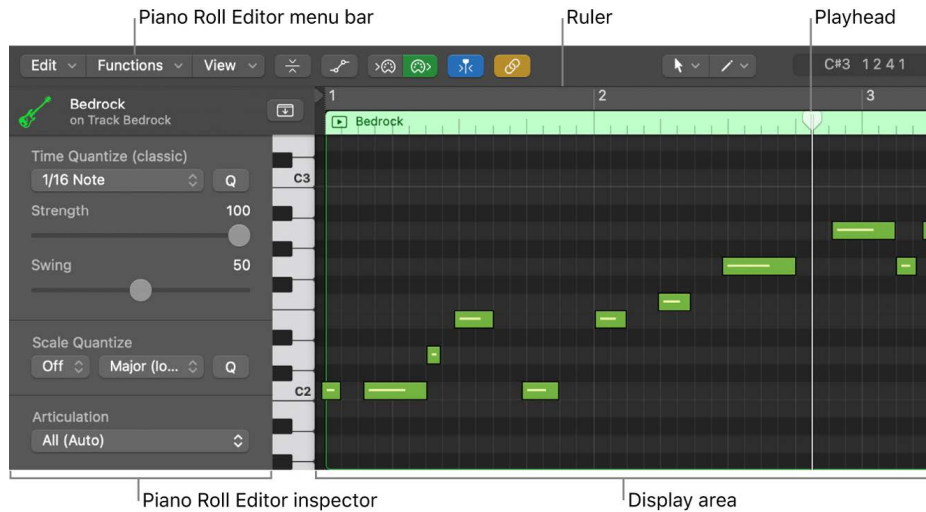 Piano Roll Editor menu bar
Ruler
Playhead
Edit Functions View
C#3 1 2 4 1
Bedrock
on Track Bedrock
1 2 3
Bedrock
Time Quantize (classic)
1/16 Note Q
C3
Strength 100
Swing 50
Scale Quantize
Off Major (lo... Q
C2
Articulation
All (Auto)
Piano Roll Editor inspector
Display area